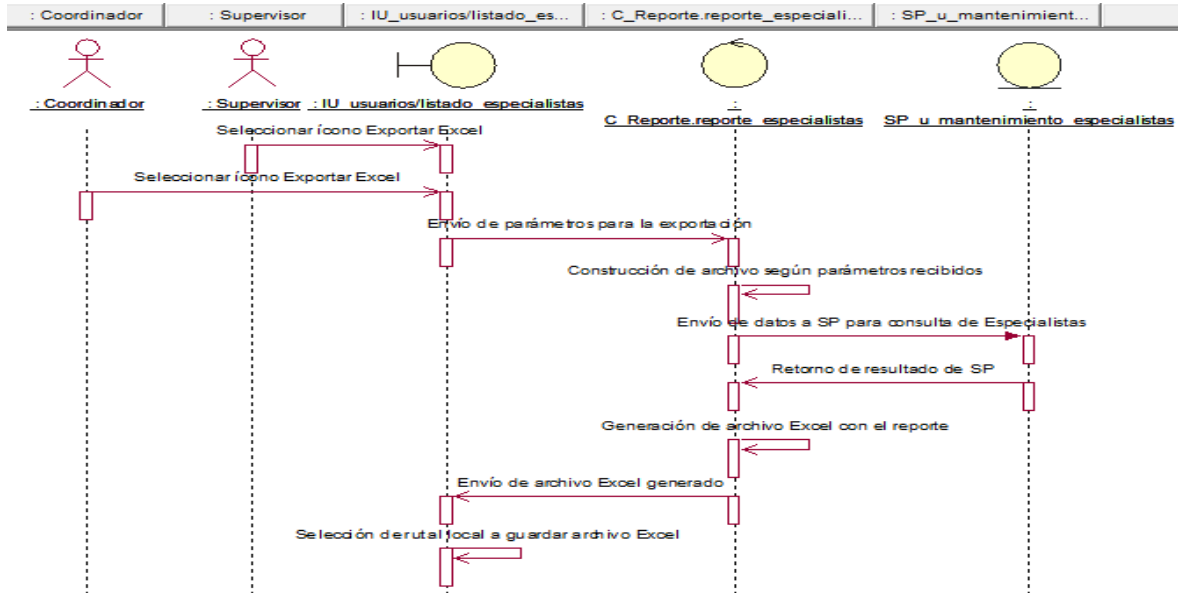 : Coordinador
: Supervisor
: IU_usuarios/listado_es...
: C_Reporte.reporte_especiali...
: SP_u_mantenimient...
: Coordinador
: Supervisor
: IU_usuarios/listado_especialistas
:
C_Reporte.reporte_especialistas
:
SP_u_mantenimiento_especialistas
Seleccionar ícono Exportar Excel
Seleccionar ícono Exportar Excel
Envío de parámetros para la exportación
Construcción de archivo según parámetros recibidos
Envío de datos a SP para consulta de Especialistas
Retorno de resultado de SP
Generación de archivo Excel con el reporte
Envío de archivo Excel generado
Selección de rutal local a guardar archivo Excel